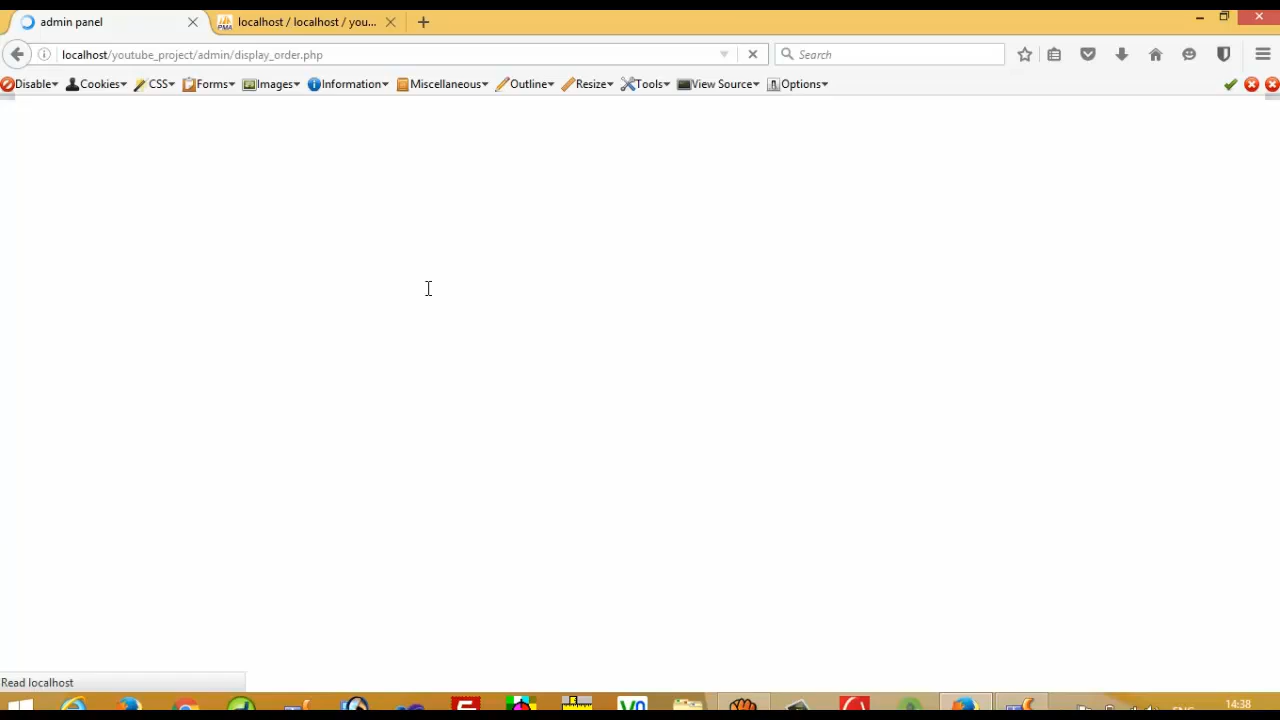 admin panel
localhost / localhost / you...
localhost/youtube_project/admin/display_order.php
Search
Disable
Cookies
CSS
Forms
Images
Information
Miscellaneous
Outline
Resize
Tools
View Source
Options
Read localhost
14:38